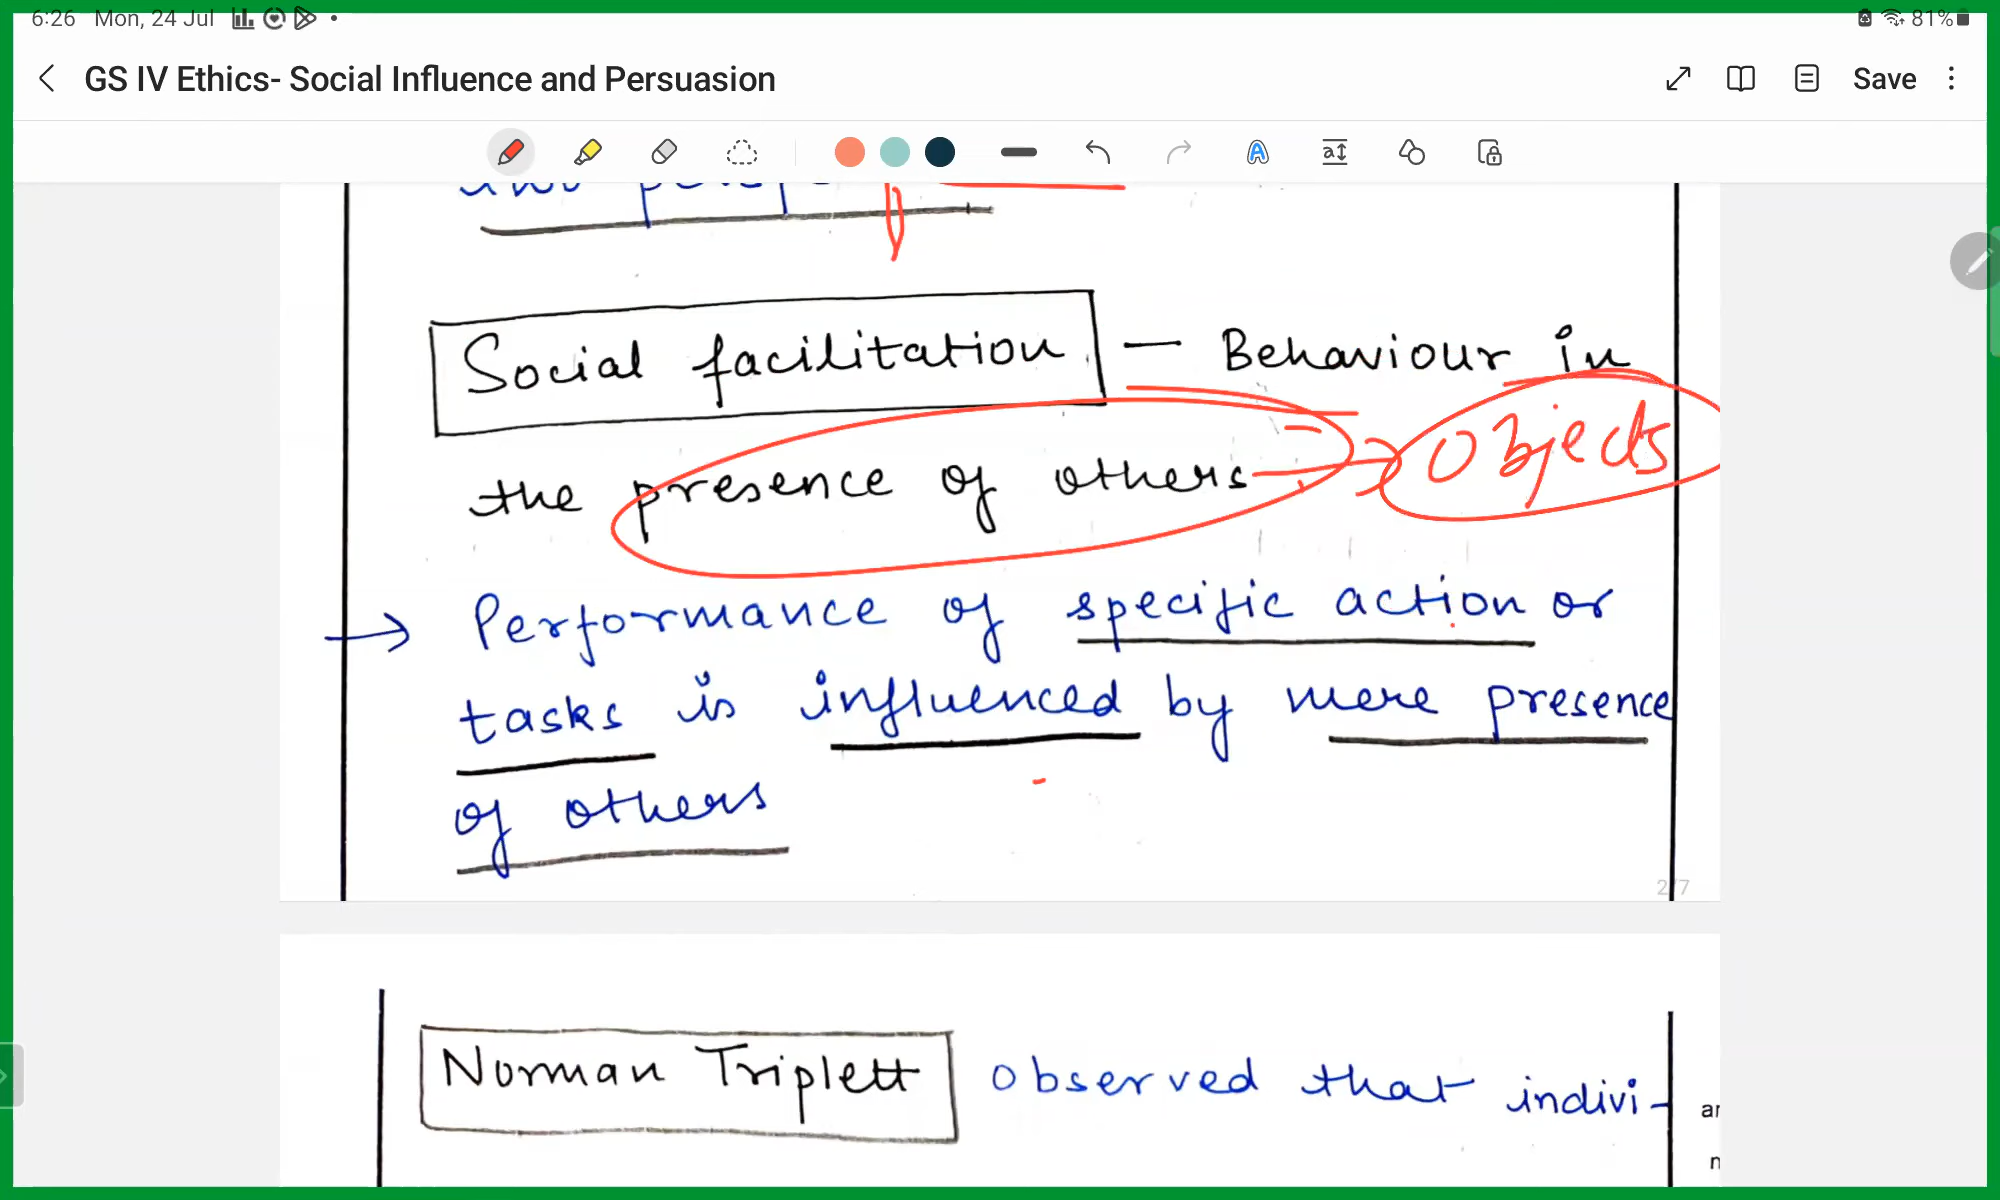 6:26 Mon, 24 Jul 81%
GS IV Ethics- Social Influence and Persuasion
Save
Social facilitation — Behaviour in
the presence of others → Objects
→ Performance of specific action or
tasks is influenced by mere presence
of others
2/7
Norman Triplett observed that indivi-